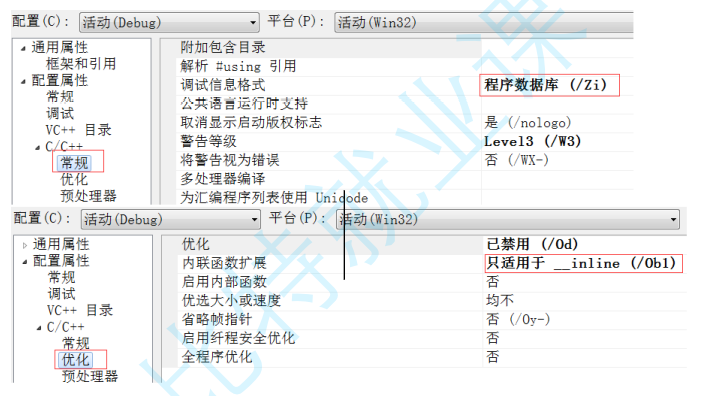 配置(C): 活动(Debug) 平台(P): 活动(Win32)
通用属性
框架和引用
配置属性
常规
调试
VC++ 目录
C/C++
常规
优化
预处理器
附加包含目录
解析 #using 引用
调试信息格式 程序数据库 (/Zi)
公共语言运行时支持
取消显示启动版权标志 是 (/nologo)
警告等级 Level3 (/W3)
将警告视为错误 否 (/WX-)
多处理器编译
为汇编程序列表使用 Unicode
配置(C): 活动(Debug) 平台(P): 活动(Win32)
通用属性
配置属性
常规
调试
VC++ 目录
C/C++
常规
优化
预处理器
优化 已禁用 (/Od)
内联函数扩展 只适用于 __inline (/Ob1)
启用内部函数 否
优选大小或速度 均不
省略帧指针 否 (/Oy-)
启用纤程安全优化 否
全程序优化 否
比特就业课